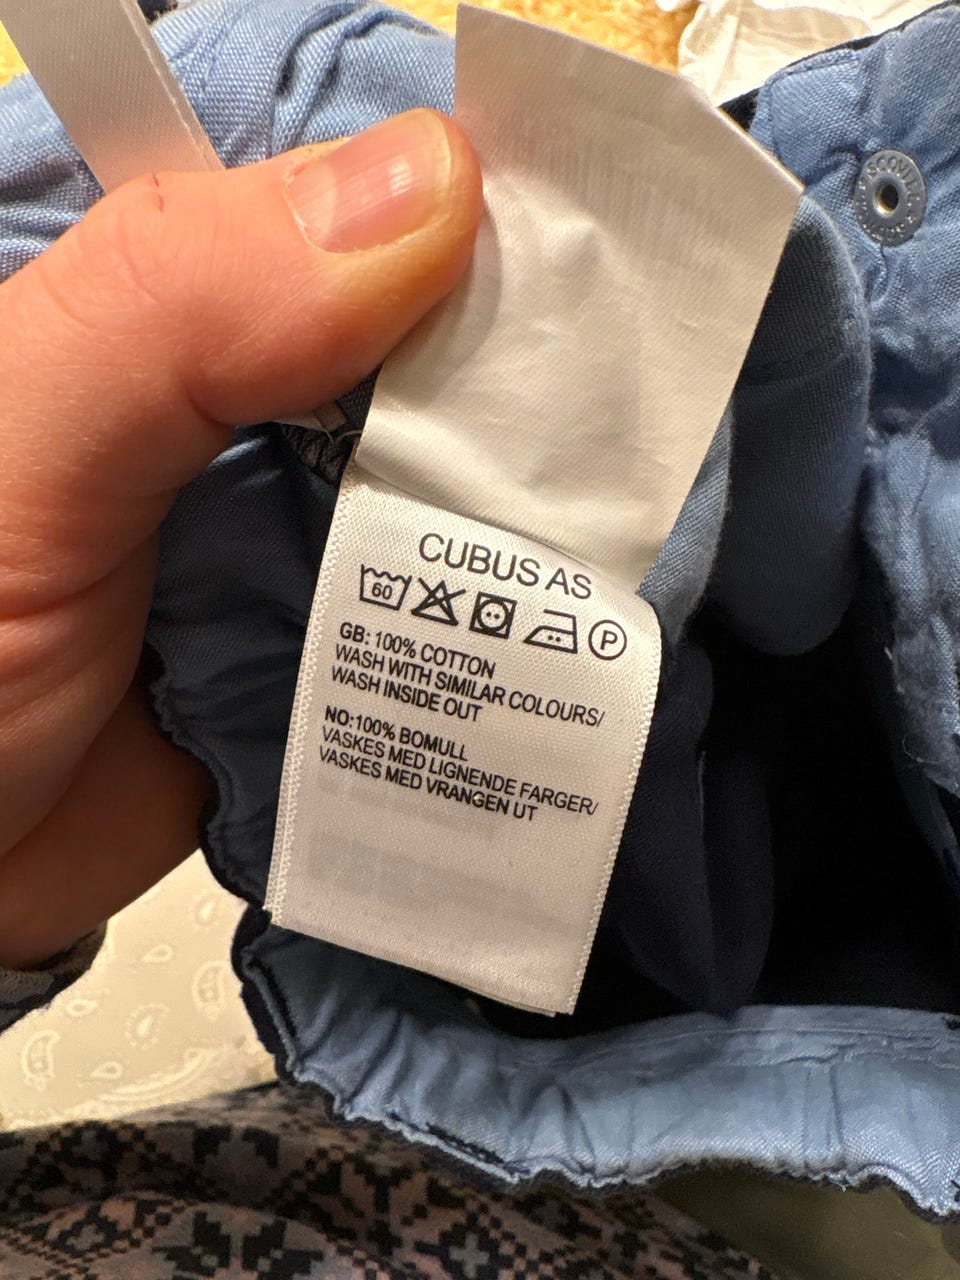 CUBUS AS
60
P
GB: 100% COTTON
WASH WITH SIMILAR COLOURS/
WASH INSIDE OUT
NO:100% BOMULL
VASKES MED LIGNENDE FARGER/
VASKES MED VRANGEN UT